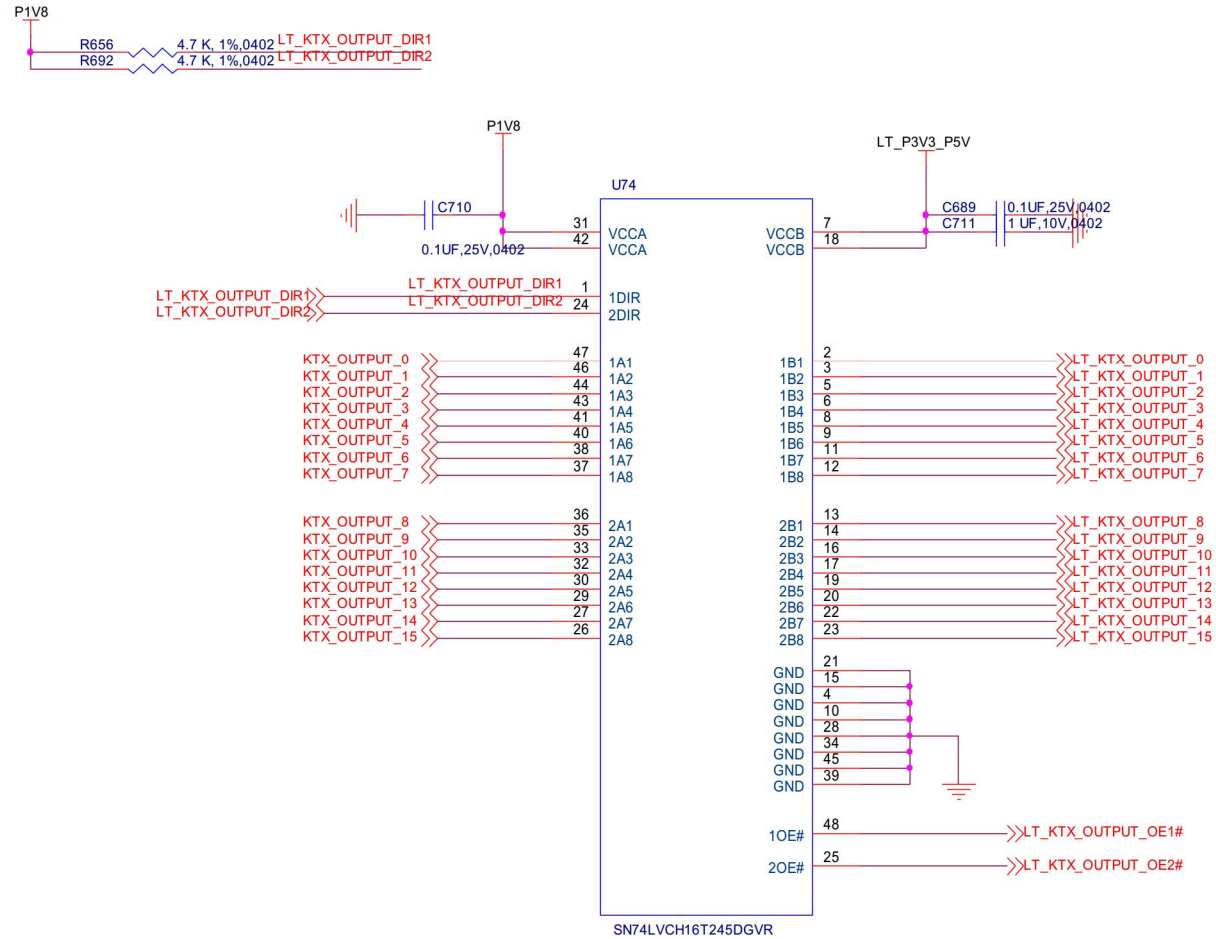 P1V8
R656 4.7 K, 1%,0402 LT_KTX_OUTPUT_DIR1
R692 4.7 K, 1%,0402 LT_KTX_OUTPUT_DIR2
P1V8
LT_P3V3_P5V
U74
C710
C689 0.1UF,25V,0402
C711 1 UF,10V,0402
0.1UF,25V,0402
31 VCCA VCCB 7
42 VCCA VCCB 18
LT_KTX_OUTPUT_DIR1 LT_KTX_OUTPUT_DIR1 1 1DIR
LT_KTX_OUTPUT_DIR2 LT_KTX_OUTPUT_DIR2 24 2DIR
KTX_OUTPUT_0 47 1A1 1B1 2 LT_KTX_OUTPUT_0
KTX_OUTPUT_1 46 1A2 1B2 3 LT_KTX_OUTPUT_1
KTX_OUTPUT_2 44 1A3 1B3 5 LT_KTX_OUTPUT_2
KTX_OUTPUT_3 43 1A4 1B4 6 LT_KTX_OUTPUT_3
KTX_OUTPUT_4 41 1A5 1B5 8 LT_KTX_OUTPUT_4
KTX_OUTPUT_5 40 1A6 1B6 9 LT_KTX_OUTPUT_5
KTX_OUTPUT_6 38 1A7 1B7 11 LT_KTX_OUTPUT_6
KTX_OUTPUT_7 37 1A8 1B8 12 LT_KTX_OUTPUT_7
KTX_OUTPUT_8 36 2A1 2B1 13 LT_KTX_OUTPUT_8
KTX_OUTPUT_9 35 2A2 2B2 14 LT_KTX_OUTPUT_9
KTX_OUTPUT_10 33 2A3 2B3 16 LT_KTX_OUTPUT_10
KTX_OUTPUT_11 32 2A4 2B4 17 LT_KTX_OUTPUT_11
KTX_OUTPUT_12 30 2A5 2B5 19 LT_KTX_OUTPUT_12
KTX_OUTPUT_13 29 2A6 2B6 20 LT_KTX_OUTPUT_13
KTX_OUTPUT_14 27 2A7 2B7 22 LT_KTX_OUTPUT_14
KTX_OUTPUT_15 26 2A8 2B8 23 LT_KTX_OUTPUT_15
GND 21
GND 15
GND 4
GND 10
GND 28
GND 34
GND 45
GND 39
1OE# 48 LT_KTX_OUTPUT_OE1#
2OE# 25 LT_KTX_OUTPUT_OE2#
SN74LVCH16T245DGVR